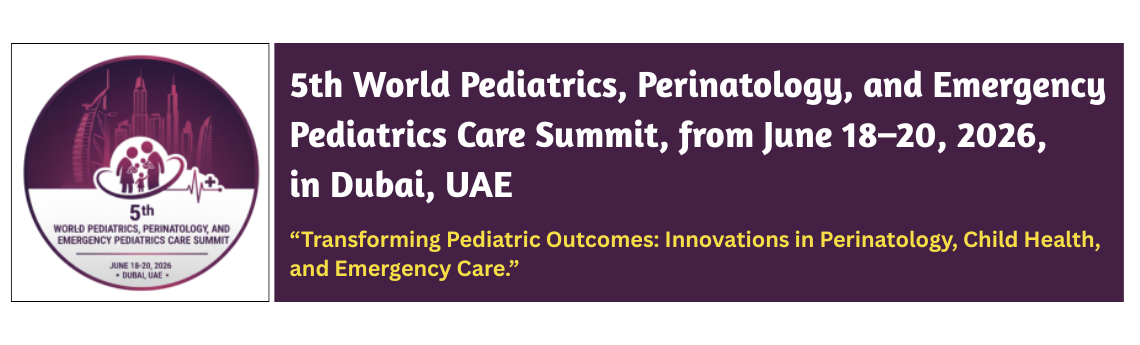 5th
WORLD PEDIATRICS, PERINATOLOGY, AND
EMERGENCY PEDIATRICS CARE SUMMIT
JUNE 18-20, 2026
• DUBAI, UAE •
5th World Pediatrics, Perinatology, and Emergency
Pediatrics Care Summit, from June 18–20, 2026,
in Dubai, UAE
“Transforming Pediatric Outcomes: Innovations in Perinatology, Child Health,
and Emergency Care.”